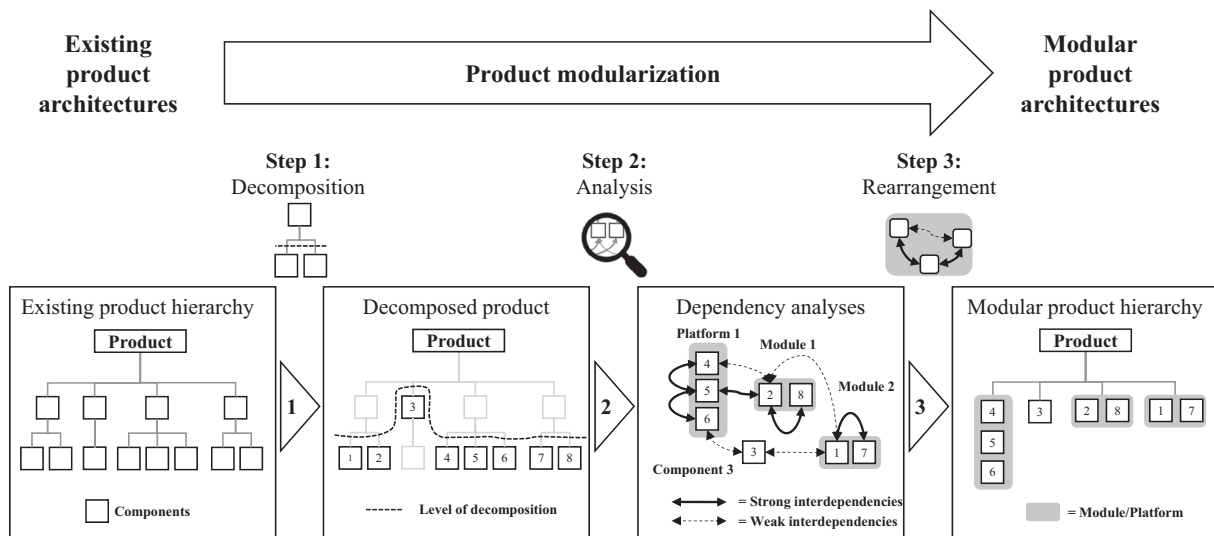 Existing
product
architectures
Product modularization
Modular
product
architectures
Step 1:
Decomposition
Step 2:
Analysis
Step 3:
Rearrangement
Existing product hierarchy
Product
Components
1
Decomposed product
Product
3
1 2 4 5 6 7 8
Level of decomposition
2
Dependency analyses
Platform 1
Module 1
4
Module 2
5 2 8
6
3 1 7
Component 3
= Strong interdependencies
= Weak interdependencies
3
Modular product hierarchy
Product
4 3 2 8 1 7
5
6
= Module/Platform